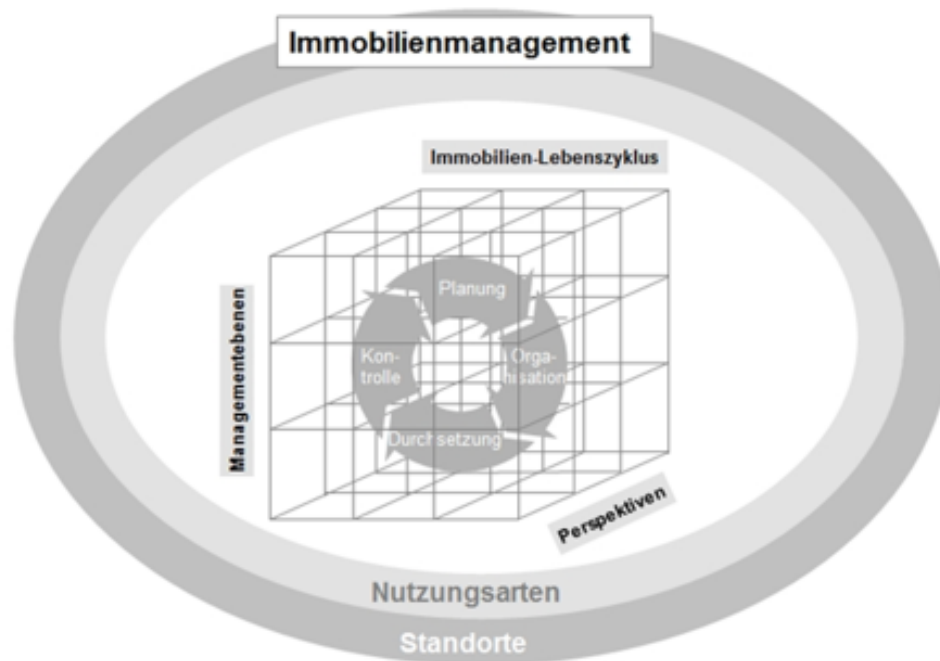 Immobilienmanagement
Immobilien-Lebenszyklus
Managementebenen
Planung
Kon-
trolle
Orga-
nisation
Durchsetzung
Perspektiven
Nutzungsarten
Standorte